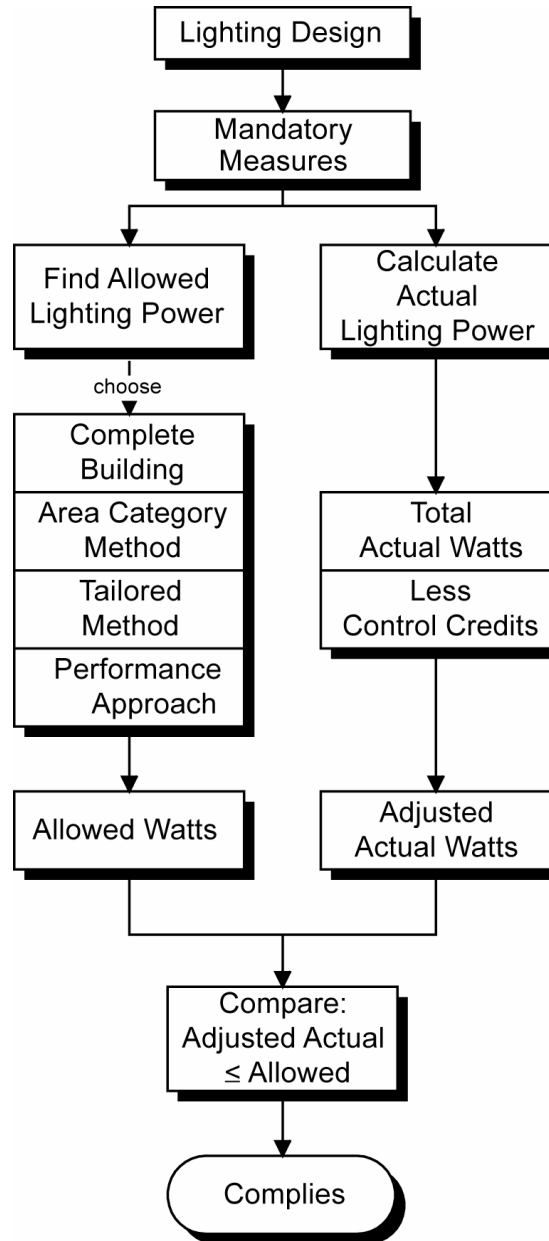 Lighting Design
Mandatory
Measures
Find Allowed
Lighting Power
Calculate
Actual
Lighting Power
choose
Complete
Building
Area Category
Method
Tailored
Method
Performance
Approach
Total
Actual Watts
Less
Control Credits
Allowed Watts
Adjusted
Actual Watts
Compare:
Adjusted Actual
≤ Allowed
Complies